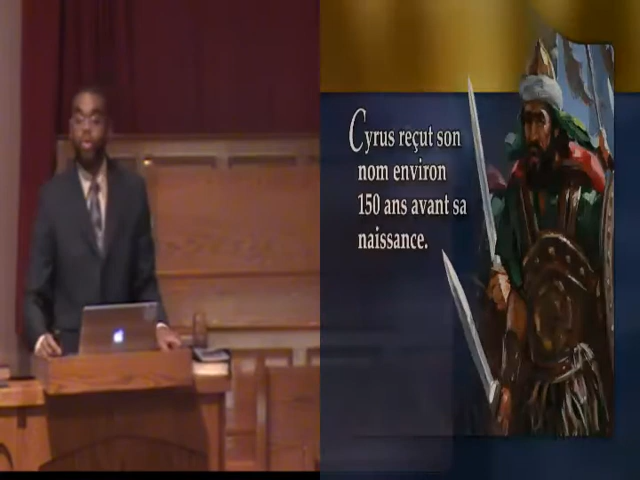 Cyrus reçut son
nom environ
150 ans avant sa
naissance.